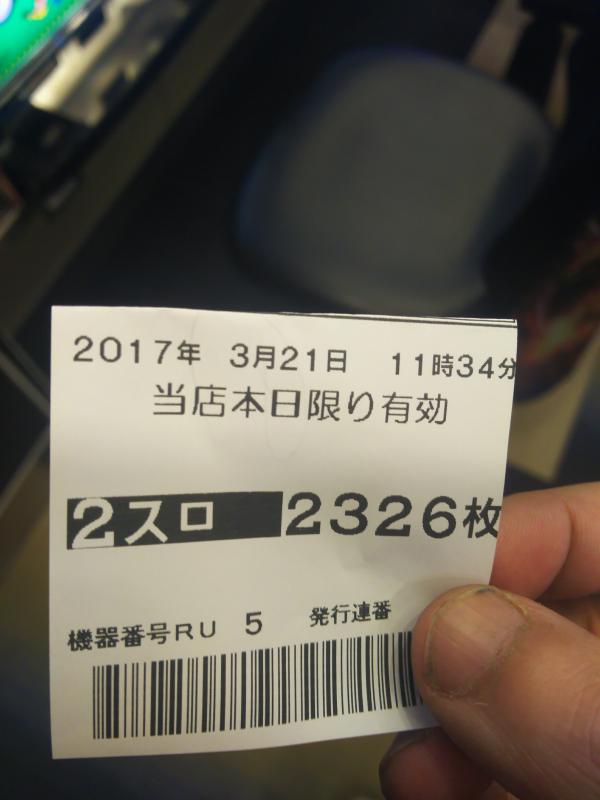 2017年 3月21日 11時34分
当店本日限り有効
2スロ 2326枚
機器番号RU 5 発行連番